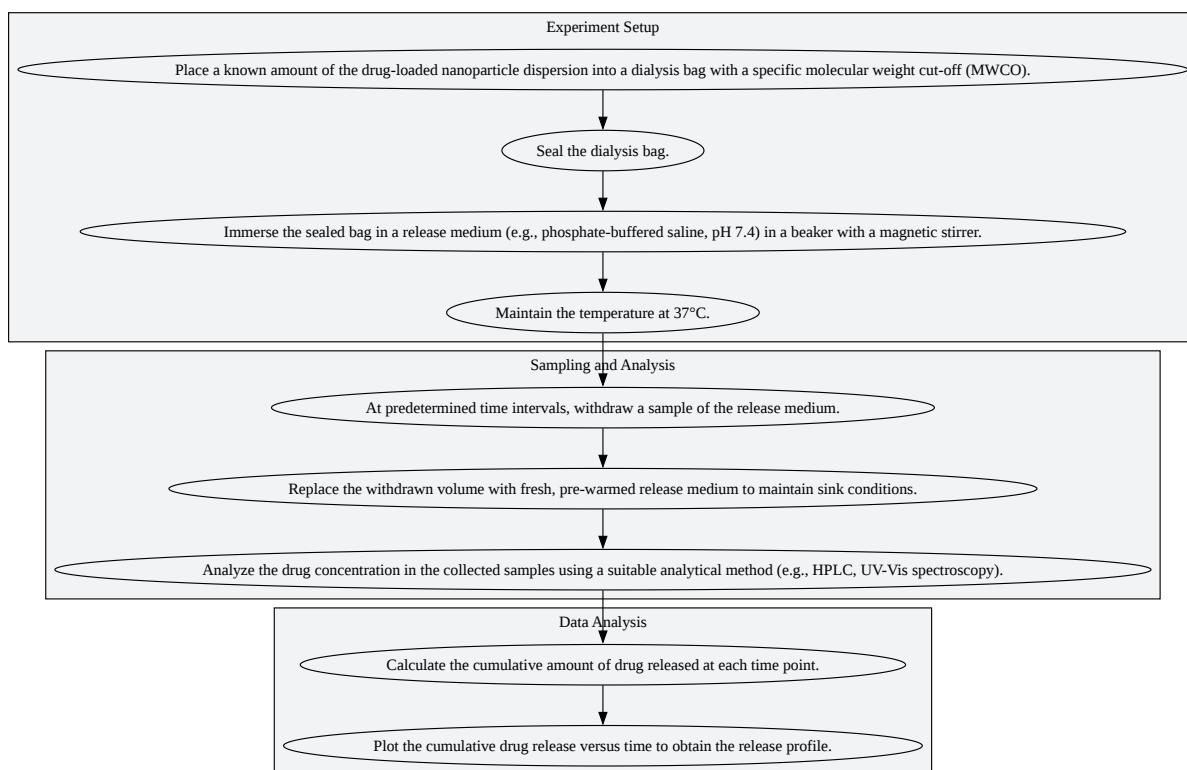 Experiment Setup
Place a known amount of the drug-loaded nanoparticle dispersion into a dialysis bag with a specific molecular weight cut-off (MWCO).
Seal the dialysis bag.
Immerse the sealed bag in a release medium (e.g., phosphate-buffered saline, pH 7.4) in a beaker with a magnetic stirrer.
Maintain the temperature at 37°C.
Sampling and Analysis
At predetermined time intervals, withdraw a sample of the release medium.
Replace the withdrawn volume with fresh, pre-warmed release medium to maintain sink conditions.
Analyze the drug concentration in the collected samples using a suitable analytical method (e.g., HPLC, UV-Vis spectroscopy).
Data Analysis
Calculate the cumulative amount of drug released at each time point.
Plot the cumulative drug release versus time to obtain the release profile.